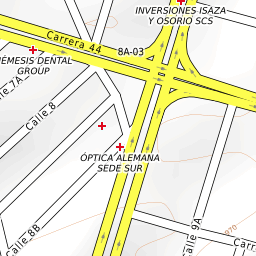 INVERSIONES ISAZA
Y OSORIO SCS
Carrera 44
8A-03
NÉMESIS DENTAL
GROUP
Calle 8
ÓPTICA ALEMANA
SEDE SUR
Calle 9A
970
Calle 8B